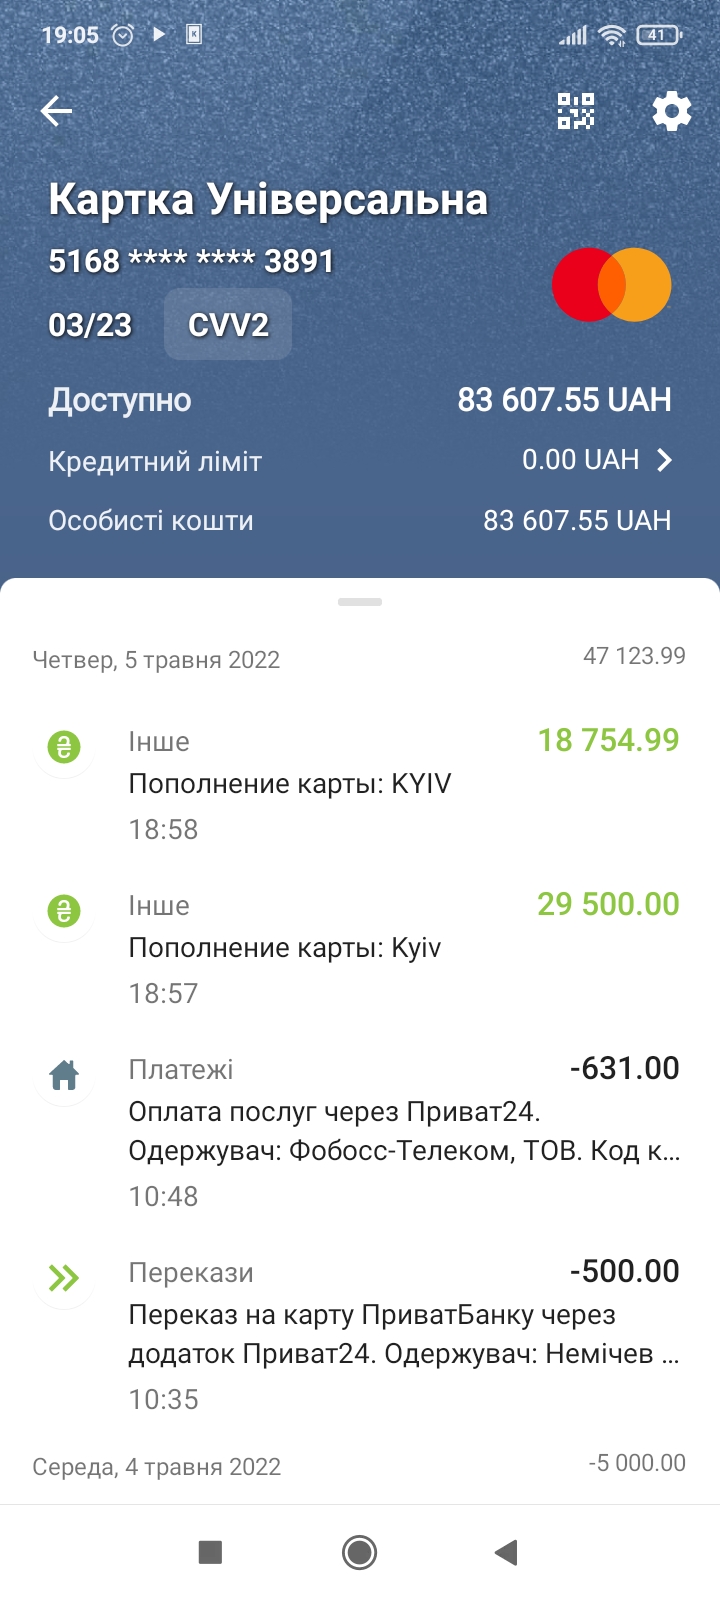 19:05
41
Картка Універсальна
5168 **** **** 3891
03/23 CVV2
Доступно 83 607.55 UAH
Кредитний ліміт 0.00 UAH
Особисті кошти 83 607.55 UAH
Четвер, 5 травня 2022 47 123.99
Інше 18 754.99
Пополнение карты: KYIV
18:58
Інше 29 500.00
Пополнение карты: Kyiv
18:57
Платежі -631.00
Оплата послуг через Приват24.
Одержувач: Фобосс-Телеком, ТОВ. Код к...
10:48
Перекази -500.00
Переказ на карту ПриватБанку через
додаток Приват24. Одержувач: Немічев ...
10:35
Середа, 4 травня 2022 -5 000.00